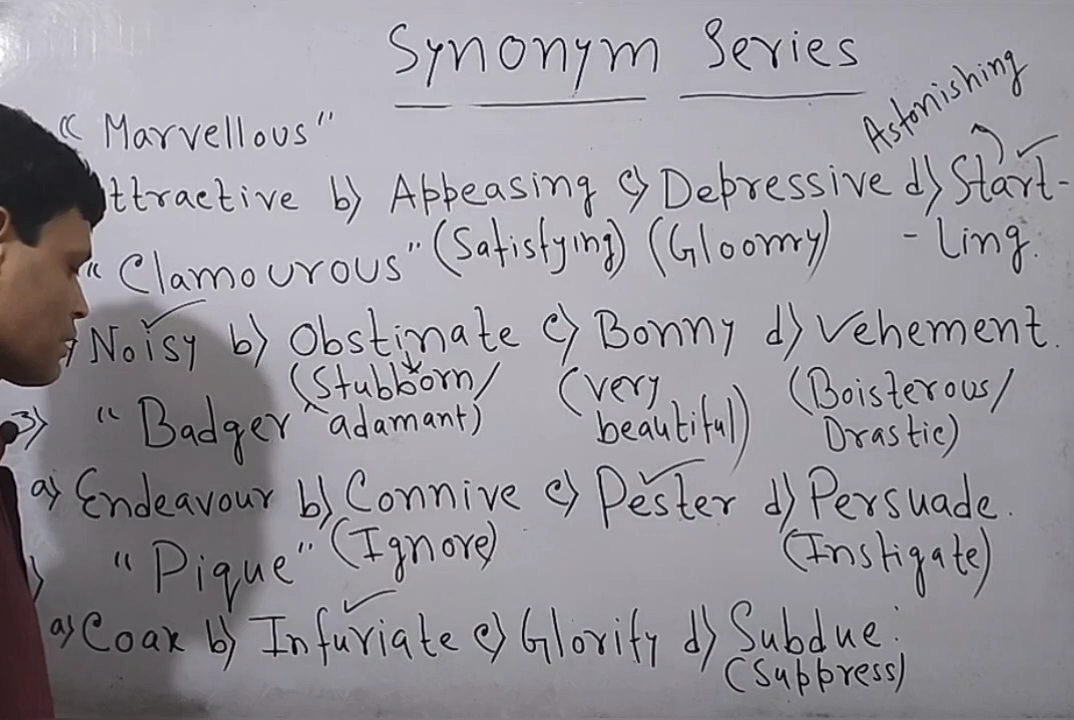 Synonym Series
Astonishing
"Marvellous"
ttractive b) Appeasing c) Depressive d) Start-
"Clamourous" (Satisfying) (Gloomy) -ling.
Noisy b) Obstinate c) Bonny d) Vehement.
(Stubborn/ (very (Boisterous/
3) "Badger" adamant) beautiful) Drastic)
a) Endeavour b) Connive c) Pester d) Persuade.
"Pique" (Ignore) (Instigate)
a) Coax b) Infuriate c) Glorify d) Subdue.
(Suppress)